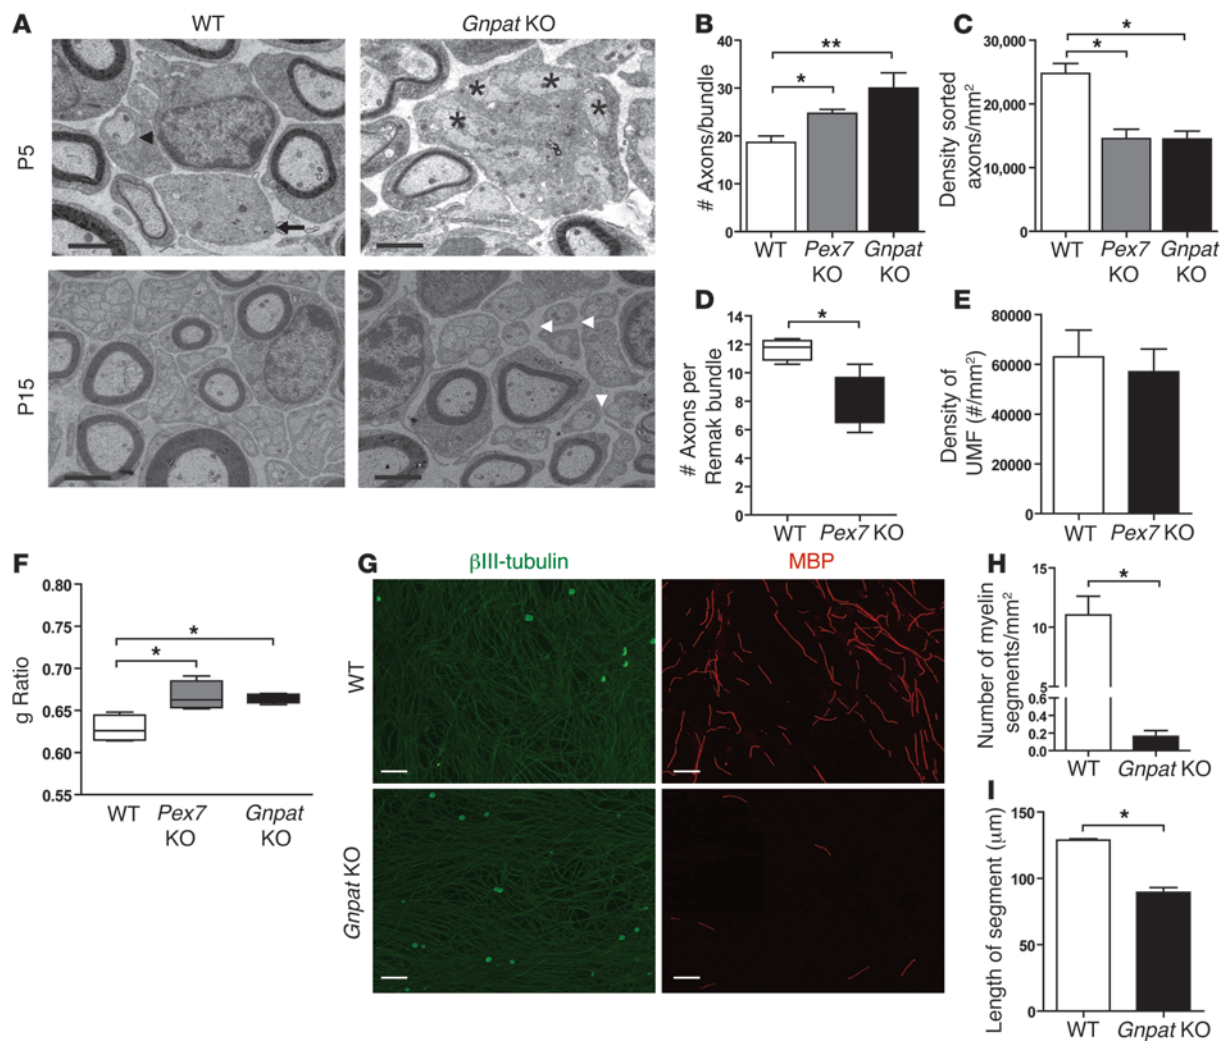 A
WT
Gnpat KO
P5
P15
*
*
*
*
B
# Axons/bundle
40
30
20
10
0
**
*
WT
Pex7
KO
Gnpat
KO
C
Density sorted
axons/mm²
30,000
20,000
10,000
0
*
*
WT
Pex7
KO
Gnpat
KO
D
# Axons per
Remak bundle
14
12
10
8
6
4
2
0
*
WT
Pex7 KO
E
Density of
UMF (#/mm²)
80000
60000
40000
20000
0
WT
Pex7 KO
F
g Ratio
0.80
0.75
0.70
0.65
0.60
0.55
*
*
WT
Pex7
KO
Gnpat
KO
G
βIII-tubulin
MBP
WT
Gnpat KO
H
Number of myelin
segments/mm²
15
10
5
0.6
0.4
0.2
0.0
*
WT
Gnpat KO
I
Length of segment (µm)
150
100
50
0
*
WT
Gnpat KO